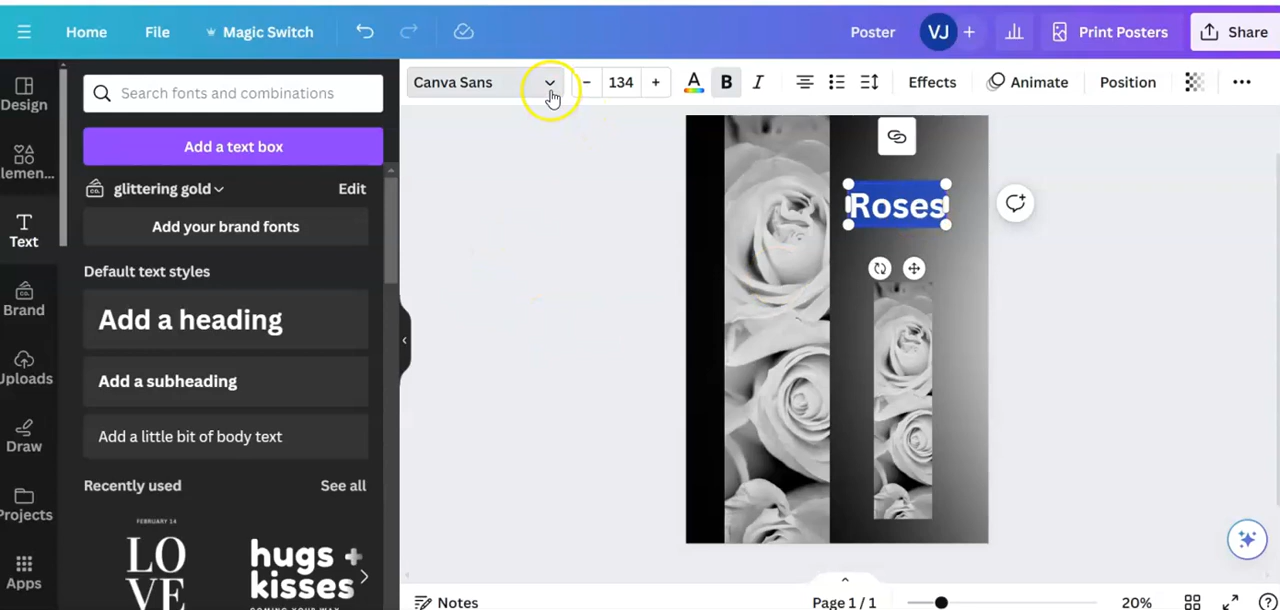 Home File Magic Switch Poster VJ + Print Posters Share
Design
Elemen...
Text
Brand
Uploads
Draw
Projects
Apps
Search fonts and combinations
Add a text box
glittering gold Edit
Add your brand fonts
Default text styles
Add a heading
Add a subheading
Add a little bit of body text
Recently used See all
FEBRUARY 14
LO
VE
hugs +
kisses
Canva Sans - 134 + A B I Effects Animate Position ...
Roses
Notes Page 1 / 1 20%